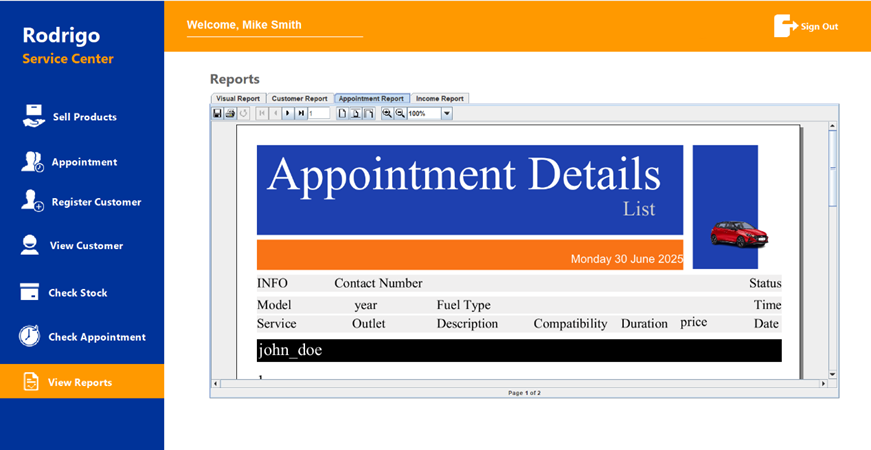 Rodrigo
Service Center
Sell Products
Appointment
Register Customer
View Customer
Check Stock
Check Appointment
View Reports
Welcome, Mike Smith
Sign Out
Reports
Visual Report Customer Report Appointment Report Income Report
1 100%
Appointment Details
List
Monday 30 June 2025
INFO Contact Number Status
Model year Fuel Type Time
Service Outlet Description Compatibility Duration price Date
john_doe
Page 1 of 2